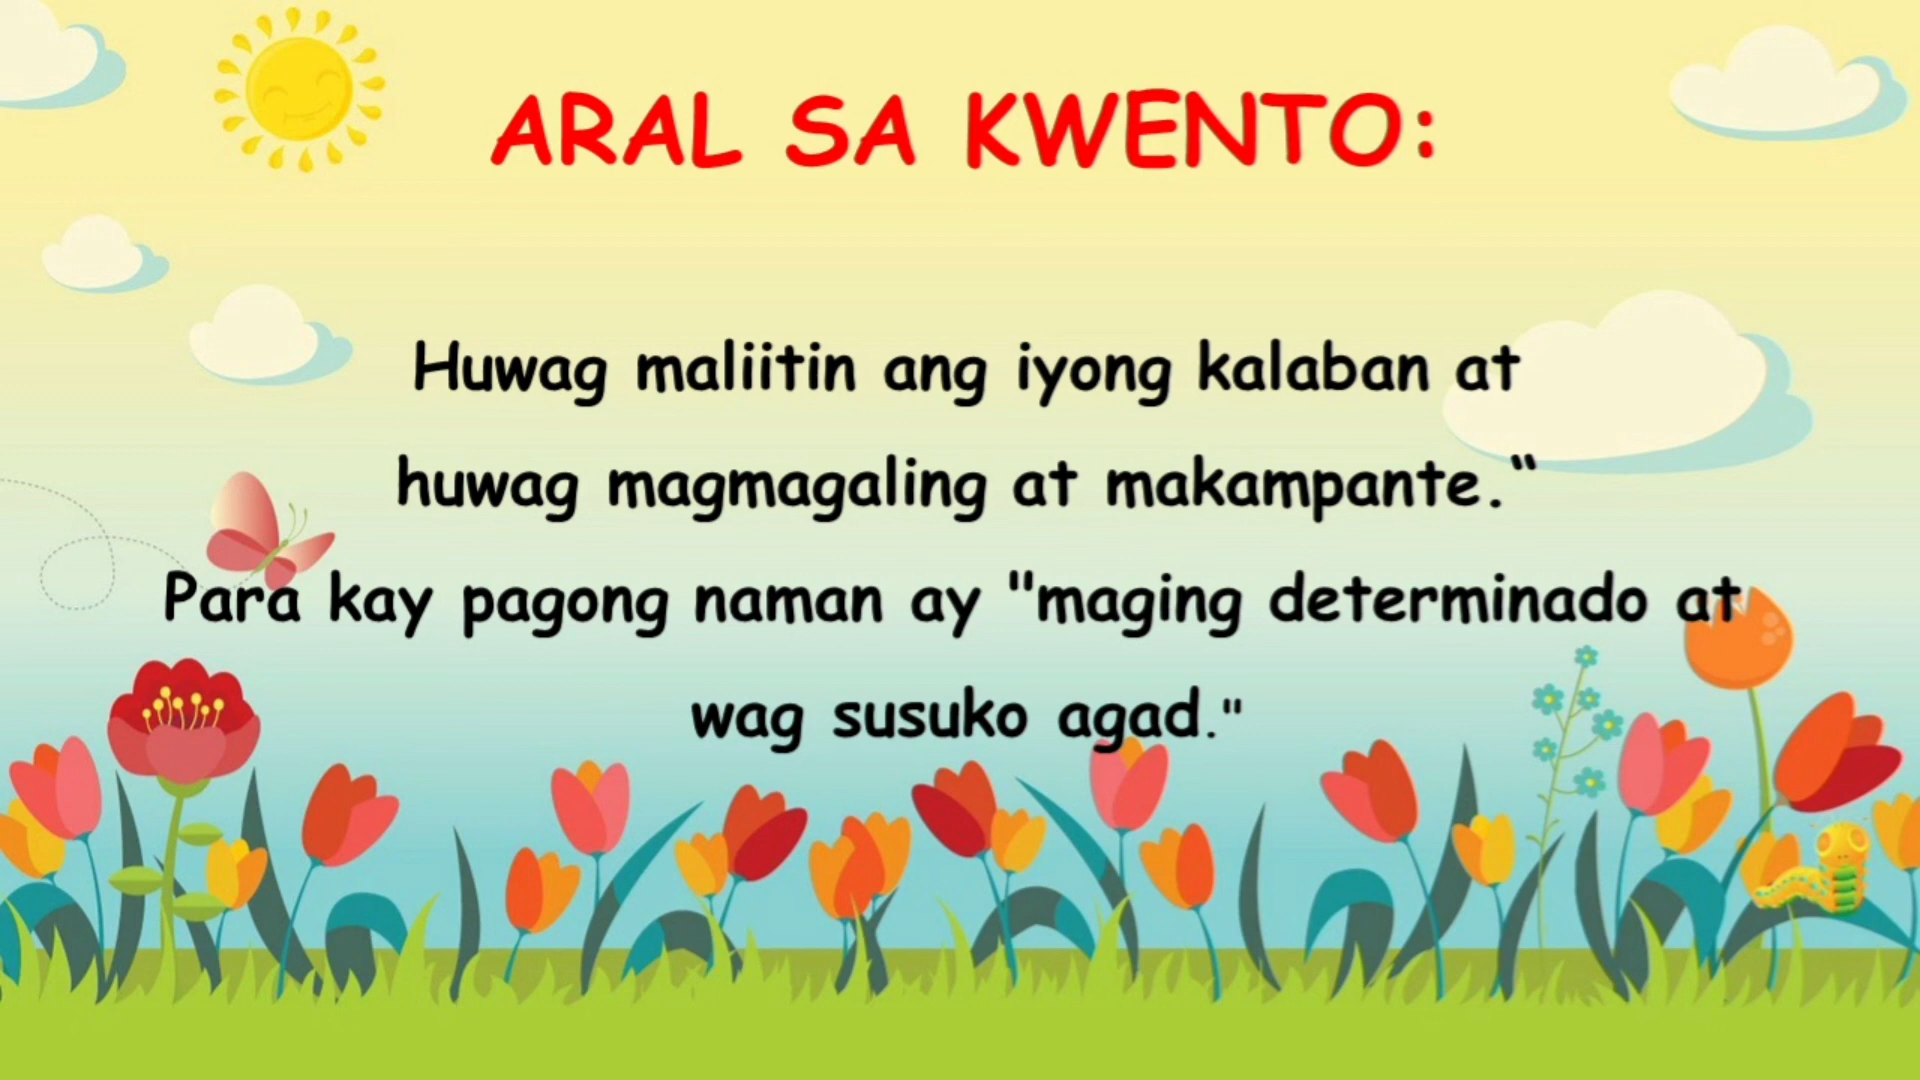 ARAL SA KWENTO:
Huwag maliitin ang iyong kalaban at
huwag magmagaling at makampante.“
Para kay pagong naman ay "maging determinado at
wag susuko agad."